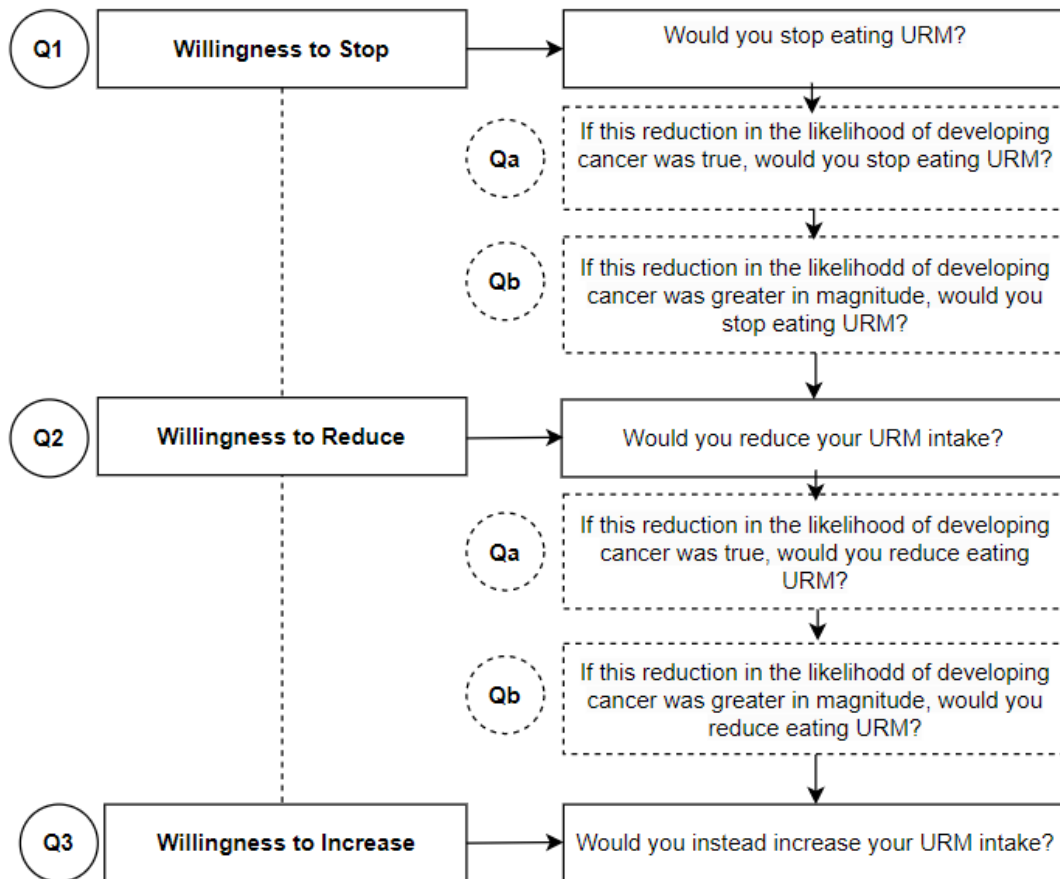 Q1
Willingness to Stop
Would you stop eating URM?
Qa
If this reduction in the likelihood of developing
cancer was true, would you stop eating URM?
Qb
If this reduction in the likelihodd of developing
cancer was greater in magnitude, would you
stop eating URM?
Q2
Willingness to Reduce
Would you reduce your URM intake?
Qa
If this reduction in the likelihood of developing
cancer was true, would you reduce eating
URM?
Qb
If this reduction in the likelihodd of developing
cancer was greater in magnitude, would you
reduce eating URM?
Q3
Willingness to Increase
Would you instead increase your URM intake?